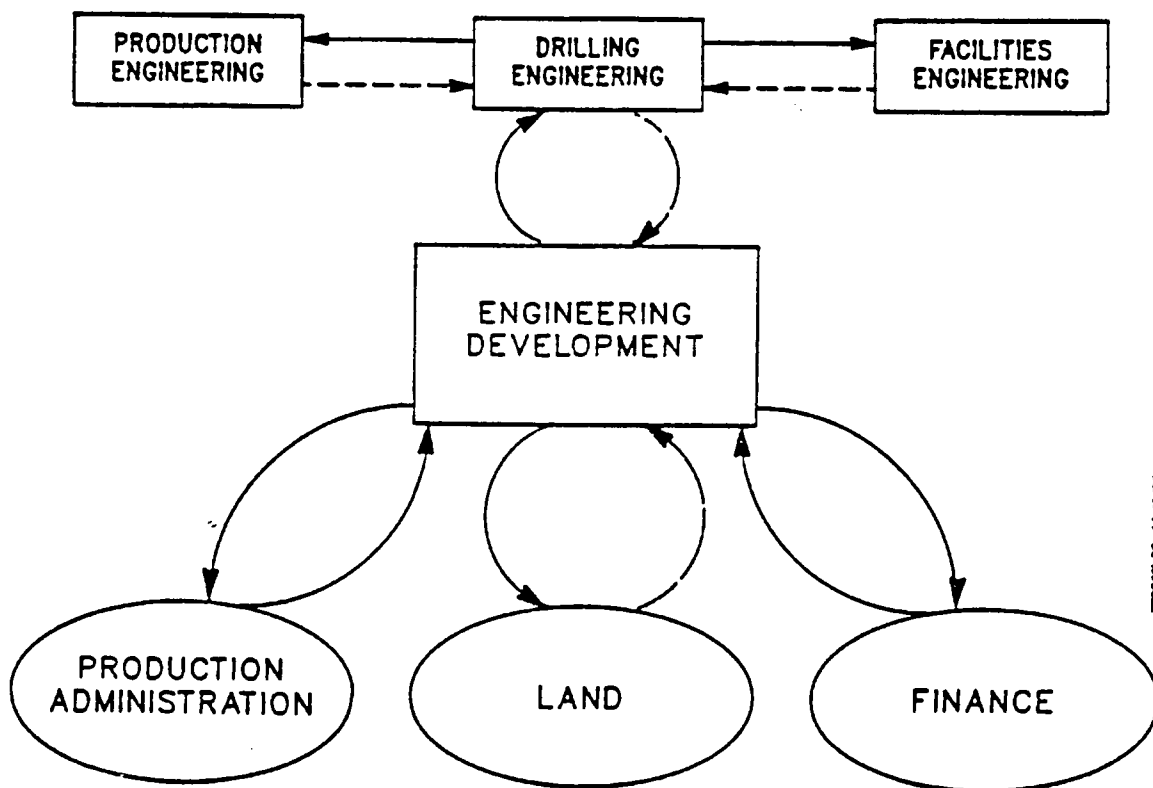 PRODUCTION
ENGINEERING
DRILLING
ENGINEERING
FACILITIES
ENGINEERING
ENGINEERING
DEVELOPMENT
PRODUCTION
ADMINISTRATION
LAND
FINANCE